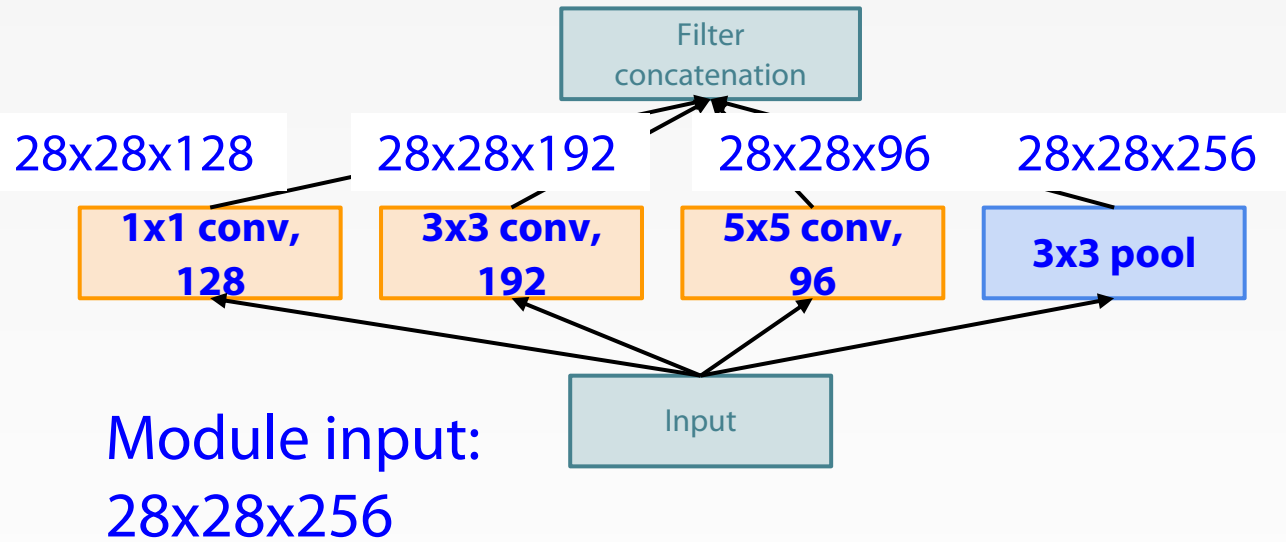 Filter
concatenation
28x28x128
28x28x192
28x28x96
28x28x256
1x1 conv,
128
3x3 conv,
192
5x5 conv,
96
3x3 pool
Input
Module input:
28x28x256